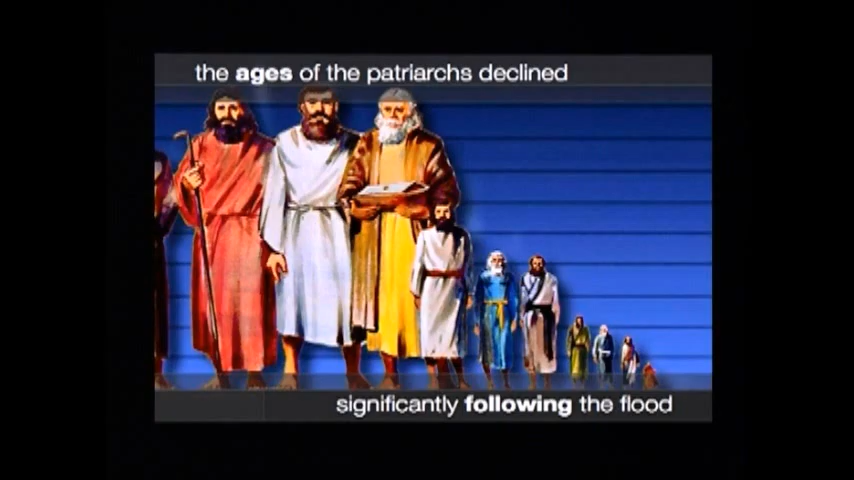 the ages of the patriarchs declined
significantly following the flood